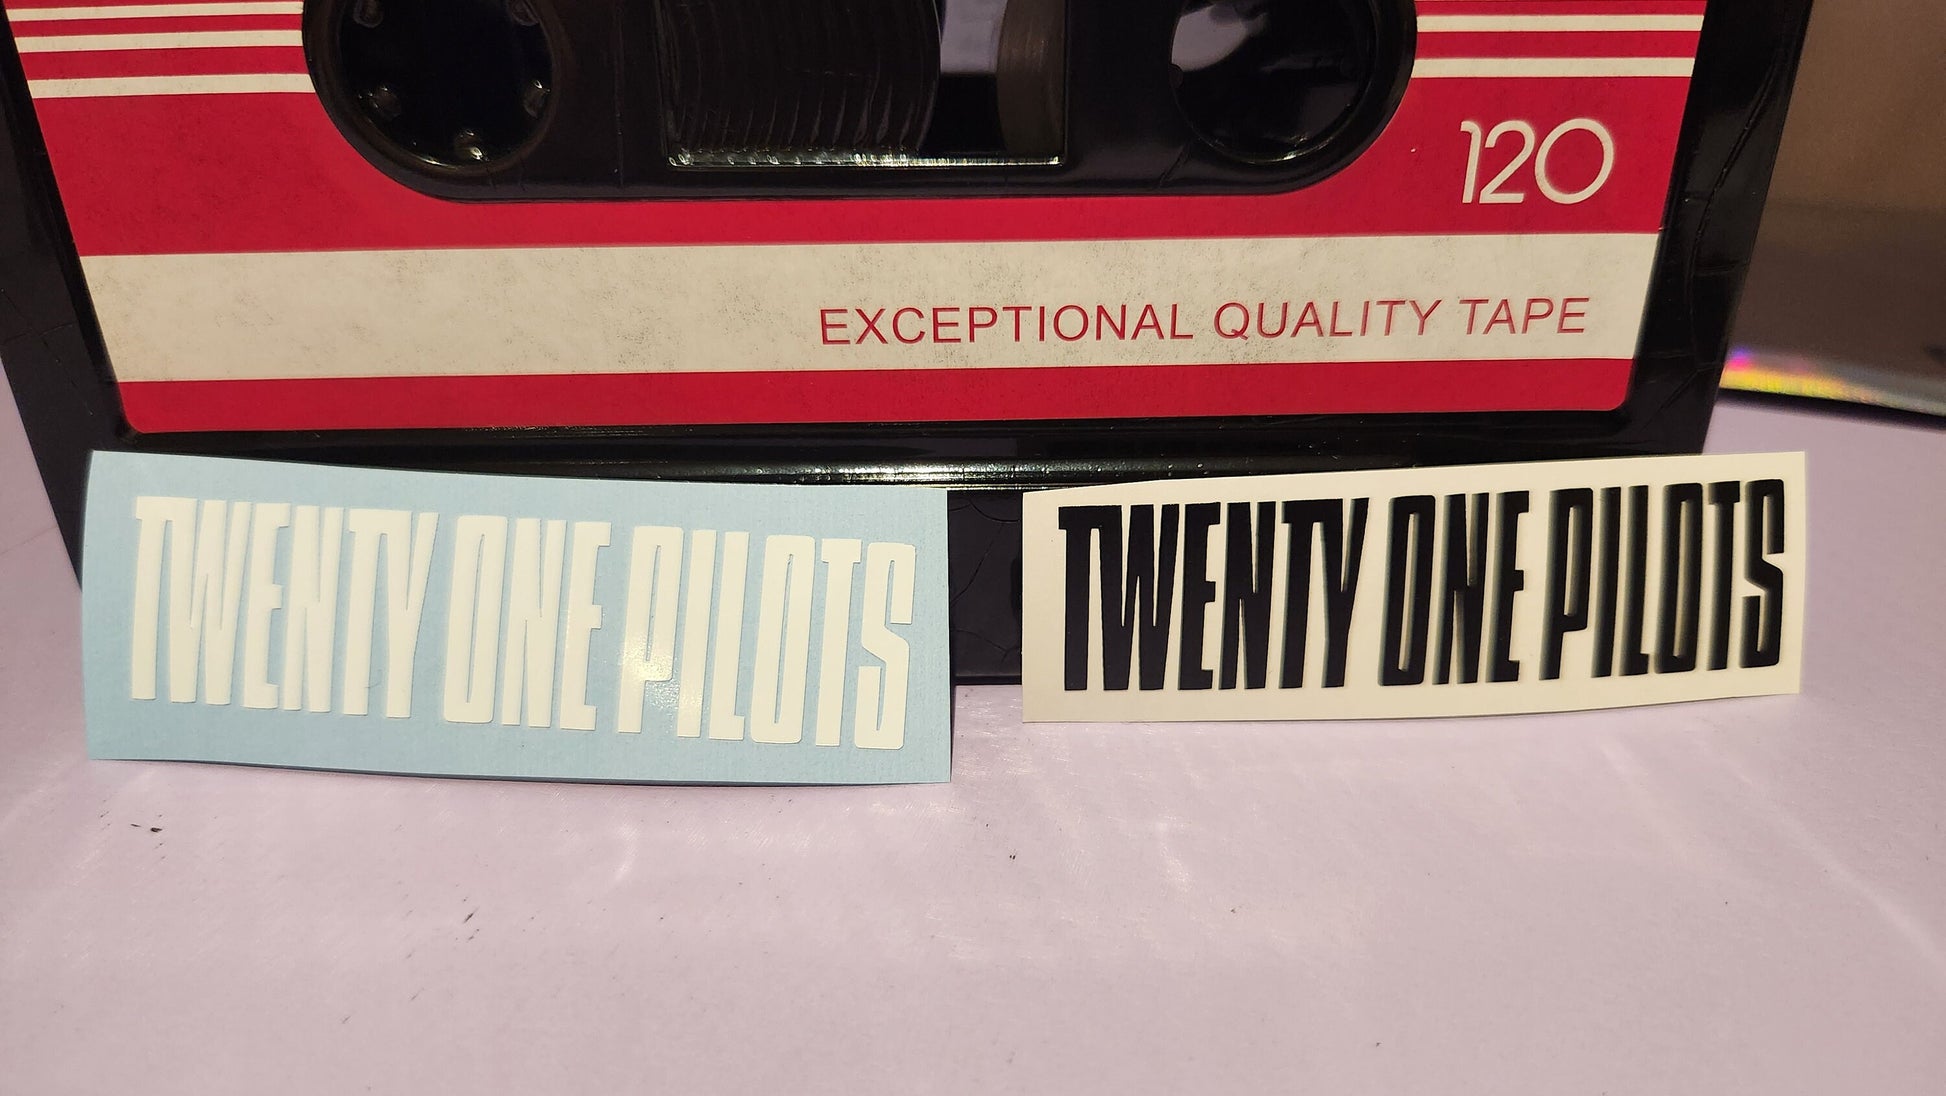 120
EXCEPTIONAL QUALITY TAPE
TWENTY ONE PILOTS
TWENTY ONE PILOTS